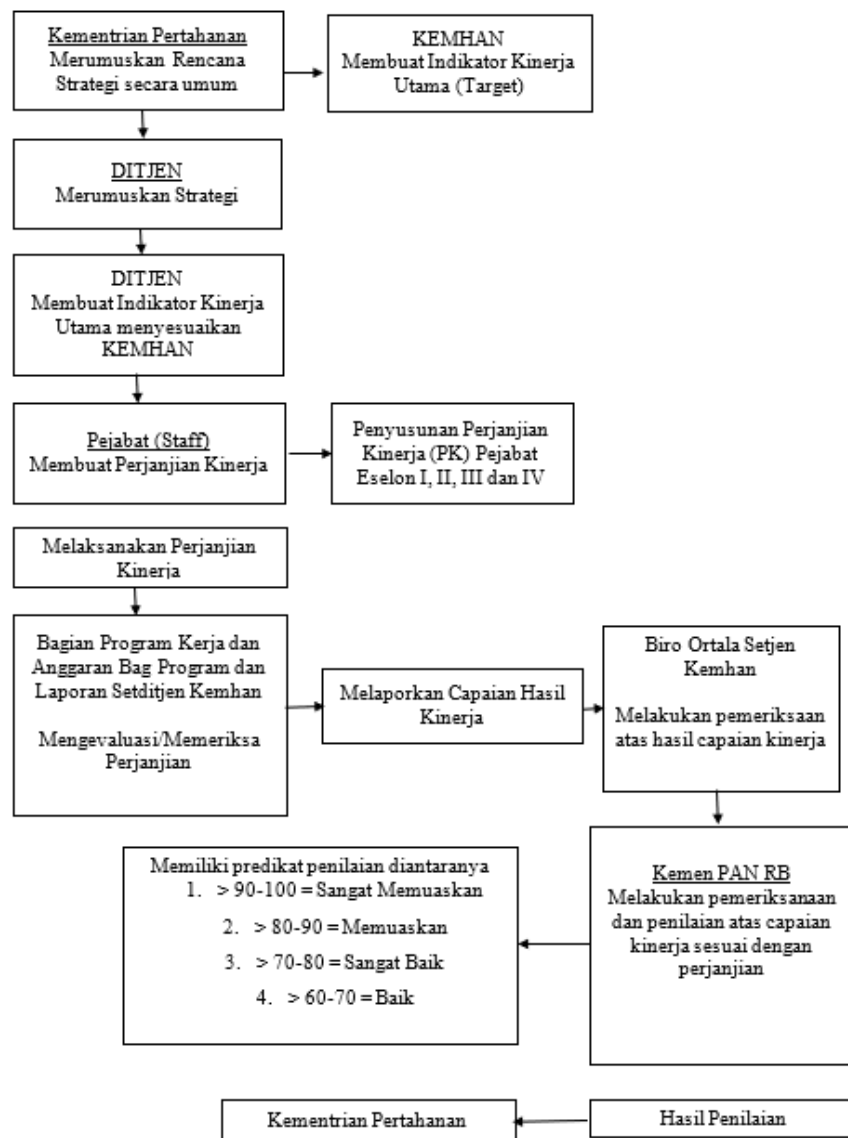 Kementrian Pertahanan
Merumuskan Rencana
Strategi secara umum
KEMHAN
Membuat Indikator Kinerja
Utama (Target)
DITJEN
Merumuskan Strategi
DITJEN
Membuat Indikator Kinerja
Utama menyesuaikan
KEMHAN
Pejabat (Staff)
Membuat Perjanjian Kinerja
Penyusunan Perjanjian
Kinerja (PK) Pejabat
Eselon I, II, III dan IV
Melaksanakan Perjanjian
Kinerja
Bagian Program Kerja dan
Anggaran Bag Program dan
Laporan Setditjen Kemhan
Mengevaluasi/Memeriksa
Perjanjian
Melaporkan Capaian Hasil
Kinerja
Biro Ortala Setjen
Kemhan
Melakukan pemeriksaan
atas hasil capaian kinerja
Kemen PAN RB
Melakukan pemeriksanaan
dan penilaian atas capaian
kinerja sesuai dengan
perjanjian
Memiliki predikat penilaian diantaranya
1. > 90-100 = Sangat Memuaskan
2. > 80-90 = Memuaskan
3. > 70-80 = Sangat Baik
4. > 60-70 = Baik
Hasil Penilaian
Kementrian Pertahanan